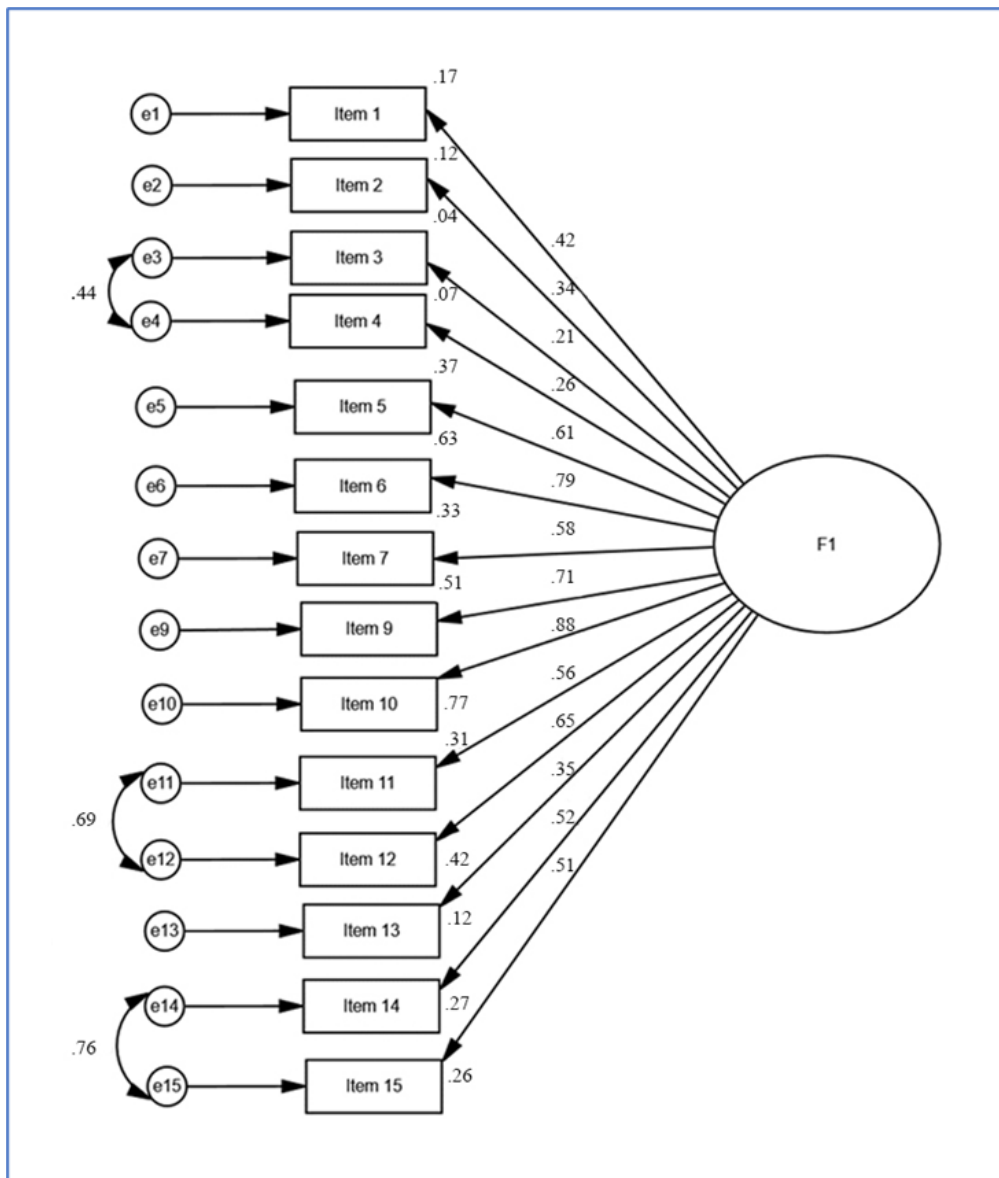 .17
e1 Item 1
.12
e2 Item 2
.04
.42
e3 Item 3
.44
.07
.34
e4 Item 4
.21
.37
.26
e5 Item 5
.61
.63
e6 Item 6
.79
.33
.58
F1
e7 Item 7
.51
.71
e9 Item 9
.88
.56
e10 Item 10 .77
.65
.31
.35
e11 Item 11
.69
.52
e12 Item 12 .42
.51
.12
e13 Item 13
e14 Item 14 .27
.76
.26
e15 Item 15